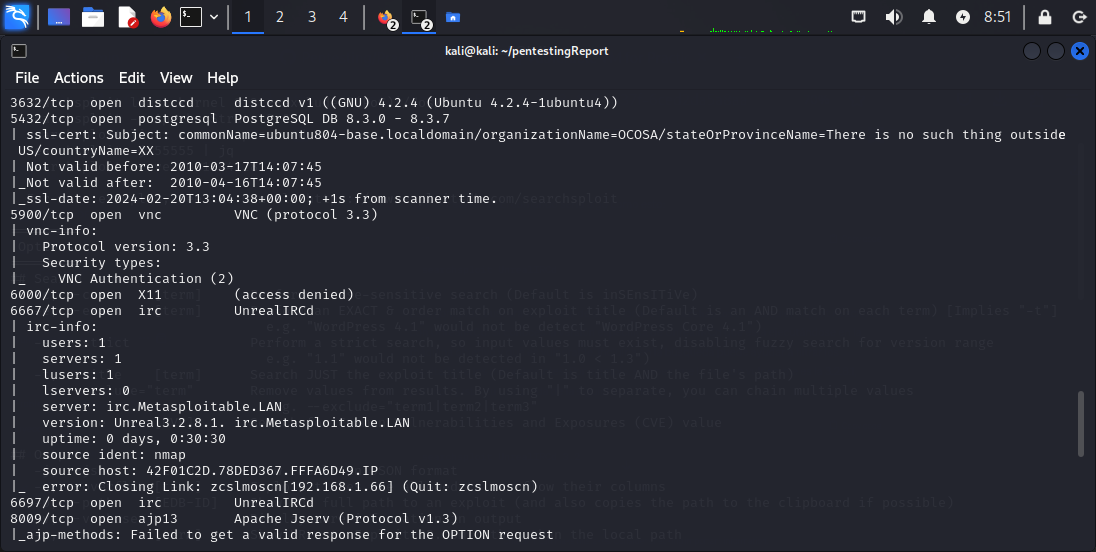 1 2 3 4 2 2 8:51
kali@kali: ~/pentestingReport
File Actions Edit View Help
3632/tcp open distccd distccd v1 ((GNU) 4.2.4 (Ubuntu 4.2.4-1ubuntu4))
5432/tcp open postgresql PostgreSQL DB 8.3.0 - 8.3.7
| ssl-cert: Subject: commonName=ubuntu804-base.localdomain/organizationName=OCOSA/stateOrProvinceName=There is no such thing outside
US/countryName=XX
| Not valid before: 2010-03-17T14:07:45
|_Not valid after: 2010-04-16T14:07:45
|_ssl-date: 2024-02-20T13:04:38+00:00; +1s from scanner time.
5900/tcp open vnc VNC (protocol 3.3)
| vnc-info:
| Protocol version: 3.3
| Security types:
|_ VNC Authentication (2)
6000/tcp open X11 (access denied)
6667/tcp open irc UnrealIRCd
| irc-info:
| users: 1
| servers: 1
| lusers: 1
| lservers: 0
| server: irc.Metasploitable.LAN
| version: Unreal3.2.8.1. irc.Metasploitable.LAN
| uptime: 0 days, 0:30:30
| source ident: nmap
| source host: 42F01C2D.78DED367.FFFA6D49.IP
|_ error: Closing Link: zcslmoscn[192.168.1.66] (Quit: zcslmoscn)
6697/tcp open irc UnrealIRCd
8009/tcp open ajp13 Apache Jserv (Protocol v1.3)
|_ajp-methods: Failed to get a valid response for the OPTION request